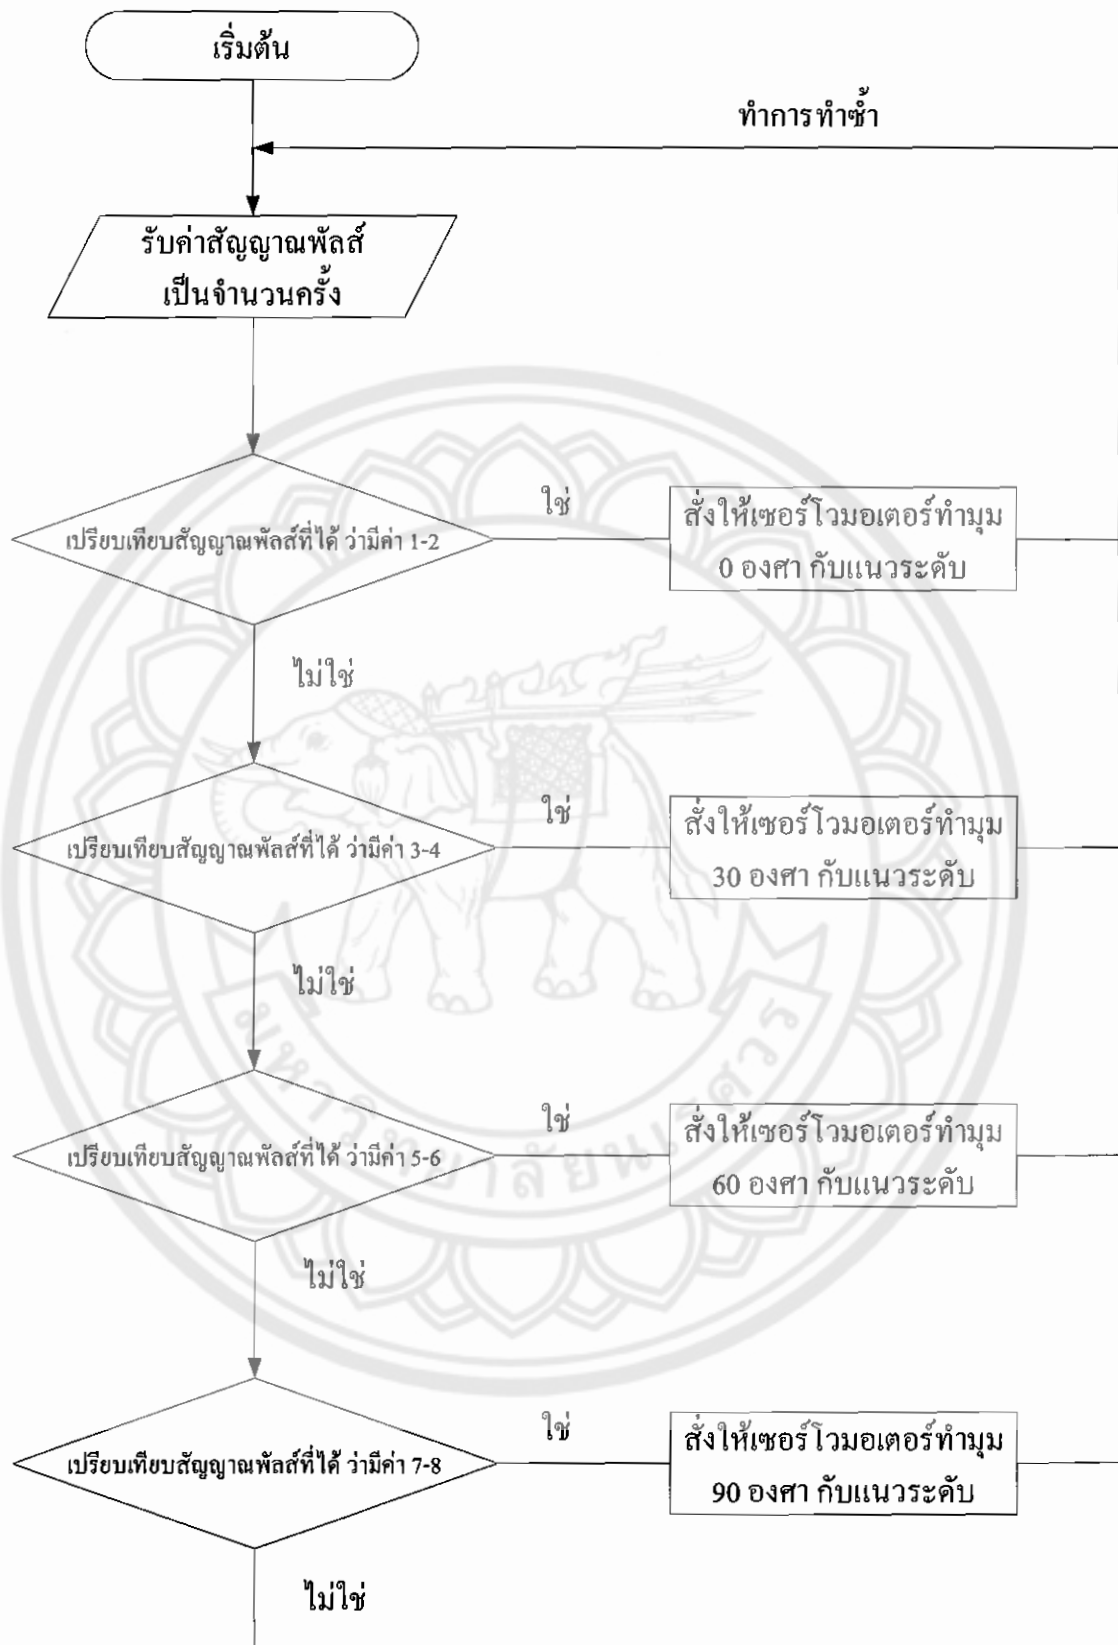 เริ่มต้น
ทำการทำซ้ำ
รับค่าสัญญาณพัลส์
เป็นจำนวนครั้ง
เปรียบเทียบสัญญาณพัลส์ที่ได้ ว่ามีค่า 1-2
ใช่
สั่งให้เซอร์โวมอเตอร์ทำมุม
0 องศา กับแนวระดับ
ไม่ใช่
เปรียบเทียบสัญญาณพัลส์ที่ได้ ว่ามีค่า 3-4
ใช่
สั่งให้เซอร์โวมอเตอร์ทำมุม
30 องศา กับแนวระดับ
ไม่ใช่
เปรียบเทียบสัญญาณพัลส์ที่ได้ ว่ามีค่า 5-6
ใช่
สั่งให้เซอร์โวมอเตอร์ทำมุม
60 องศา กับแนวระดับ
มหาวิทยาลัยนเรศวร
ไม่ใช่
เปรียบเทียบสัญญาณพัลส์ที่ได้ ว่ามีค่า 7-8
ใช่
สั่งให้เซอร์โวมอเตอร์ทำมุม
90 องศา กับแนวระดับ
ไม่ใช่